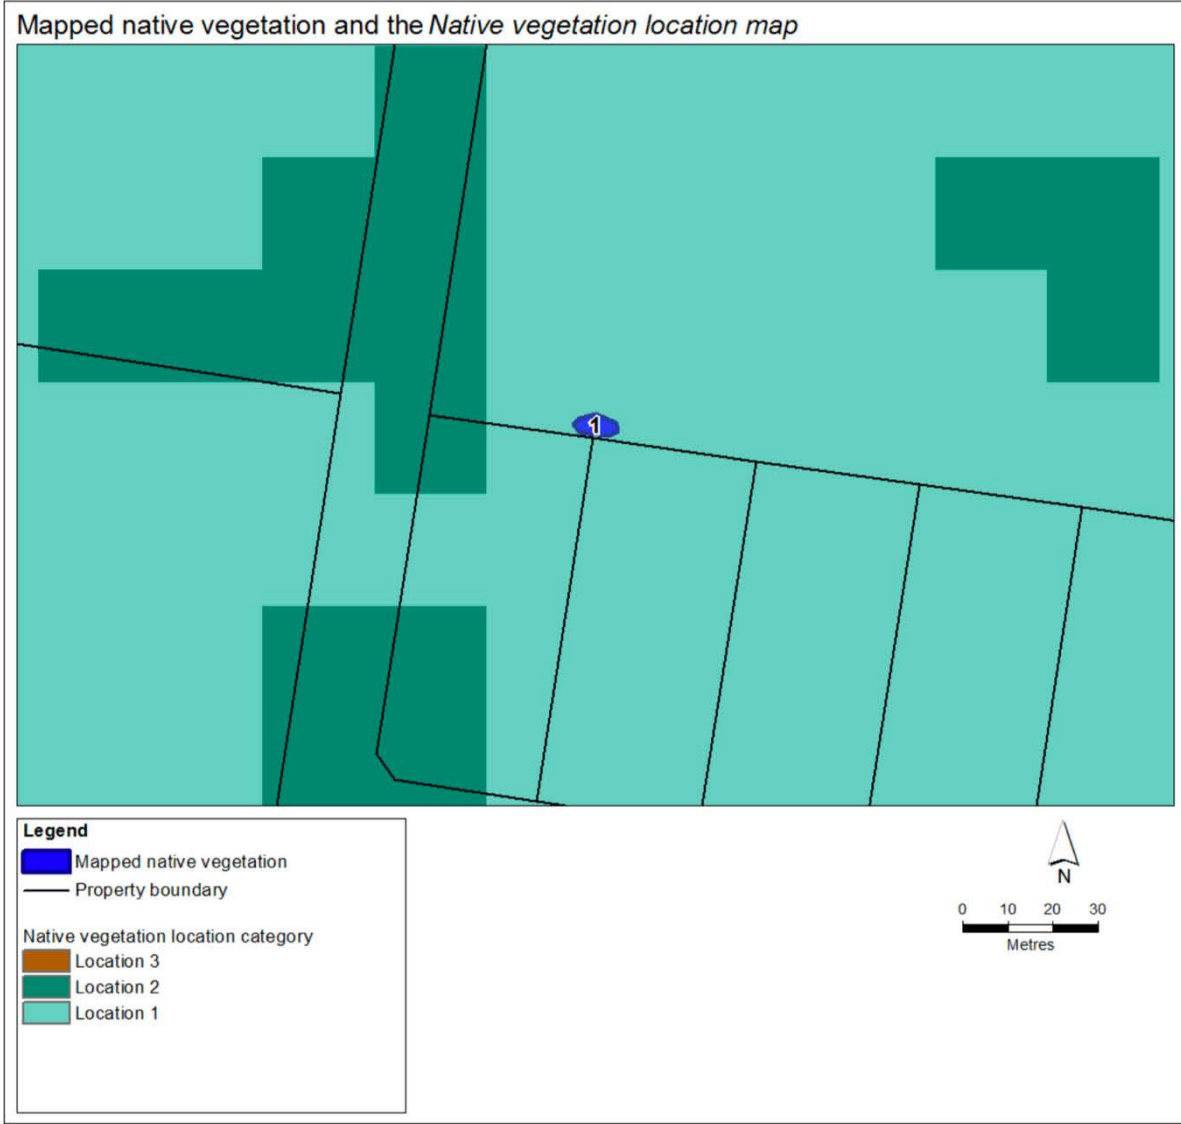 Mapped native vegetation and the Native vegetation location map
1
Legend
Mapped native vegetation
Property boundary
Native vegetation location category
Location 3
Location 2
Location 1
N
0 10 20 30
Metres